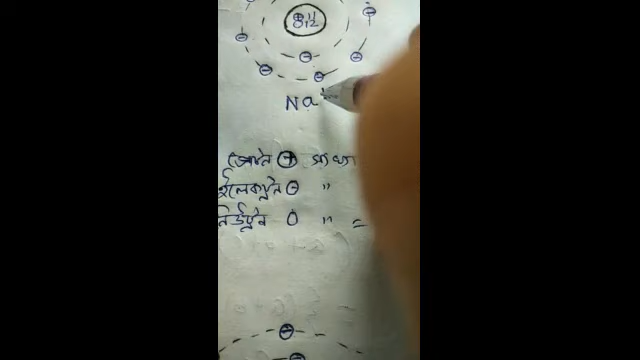 Na
প্রোটন + সংখ্যা
ইলেকট্রন - "
নিউট্রন 0 " =